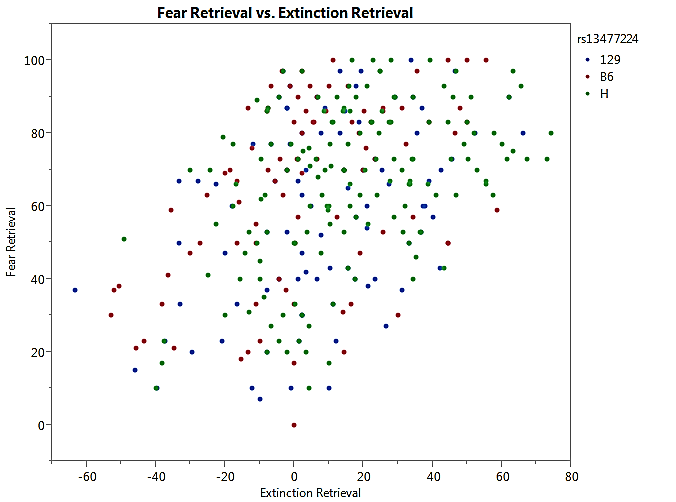 Fear Retrieval vs. Extinction Retrieval
rs13477224
129
B6
H
Fear Retrieval
100
80
60
40
20
0
-60
-40
-20
0
20
40
60
80
Extinction Retrieval